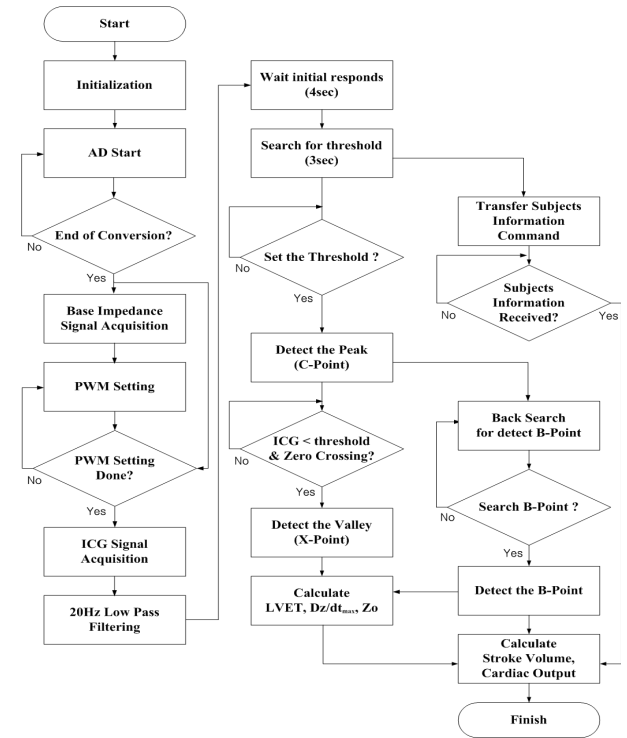 Start
Initialization
AD Start
End of Conversion?
No
Yes
Base Impedance
Signal Acquisition
PWM Setting
PWM Setting
Done?
No
Yes
ICG Signal
Acquisition
20Hz Low Pass
Filtering
Wait initial responds
(4sec)
Search for threshold
(3sec)
Set the Threshold ?
No
Yes
Detect the Peak
(C-Point)
ICG < threshold
& Zero Crossing?
No
Yes
Detect the Valley
(X-Point)
Calculate
LVET, Dz/dtmax, Zo
Transfer Subjects
Information
Command
Subjects
Information
Received?
No
Yes
Back Search
for detect B-Point
Search B-Point ?
No
Yes
Detect the B-Point
Calculate
Stroke Volume,
Cardiac Output
Finish